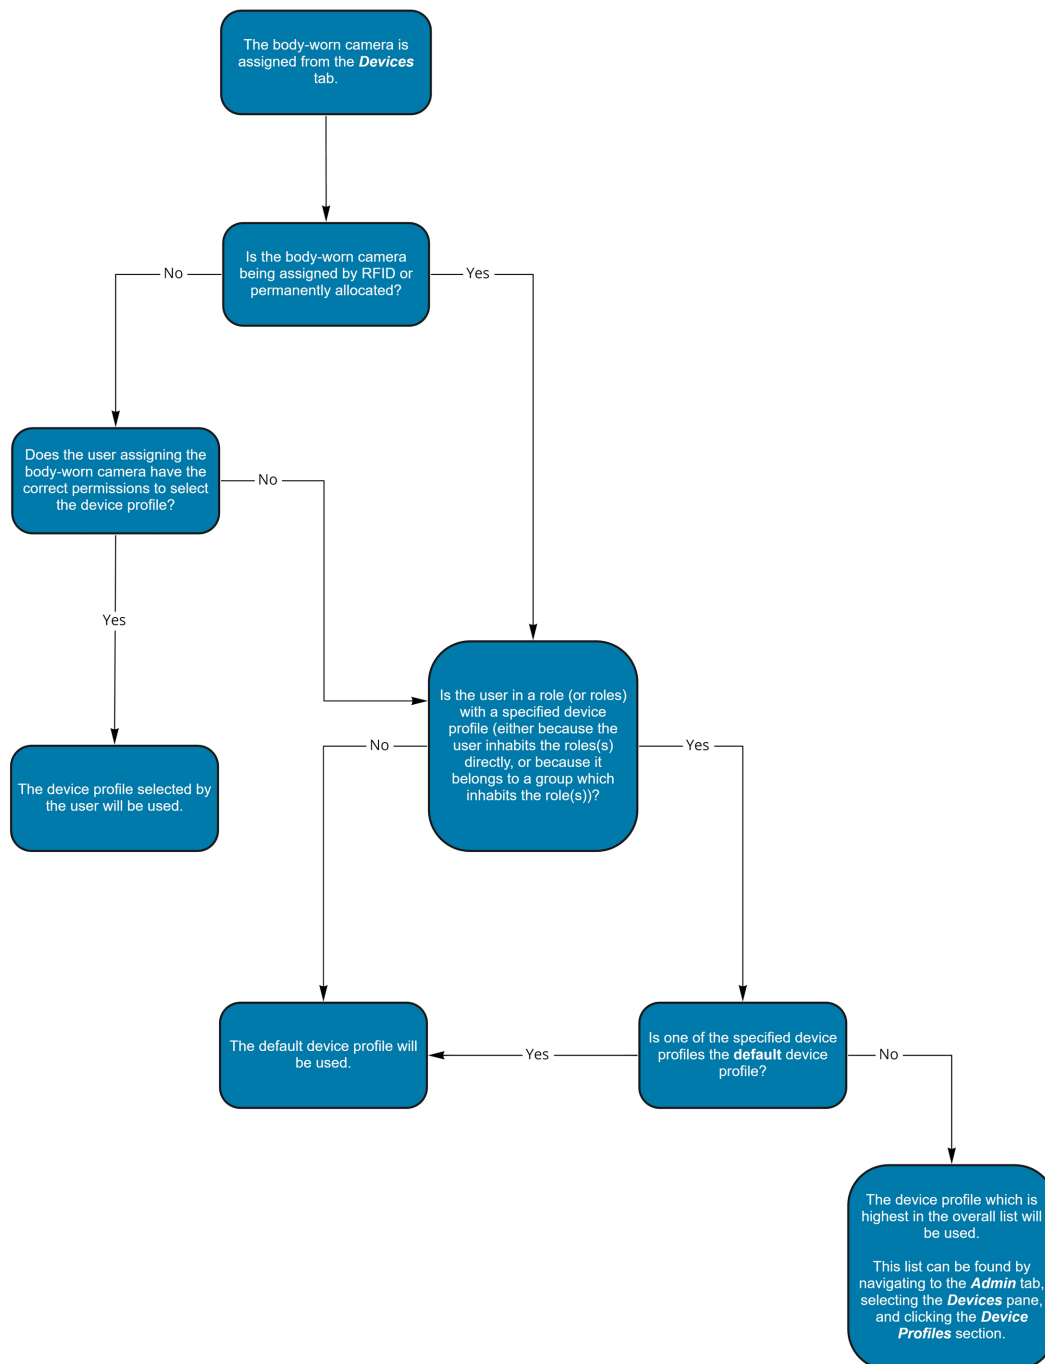 The body-worn camera is
assigned from the Devices
tab.
Is the body-worn camera
being assigned by RFID or
permanently allocated?
No
Yes
Does the user assigning the
body-worn camera have the
correct permissions to select
the device profile?
No
Yes
Is the user in a role (or roles)
with a specified device
profile (either because the
user inhabits the roles(s)
directly, or because it
belongs to a group which
inhabits the role(s))?
No
Yes
The device profile selected by
the user will be used.
The default device profile will
be used.
Yes
Is one of the specified device
profiles the default device
profile?
No
The device profile which is
highest in the overall list will
be used.
This list can be found by
navigating to the Admin tab,
selecting the Devices pane,
and clicking the Device
Profiles section.